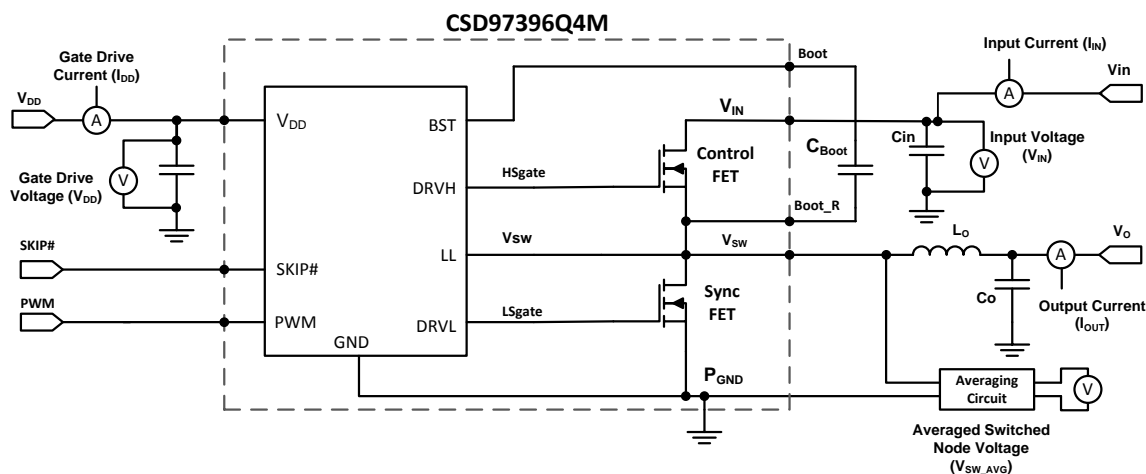 CSD97396Q4M
Gate Drive
Current (IDD)
VDD
A
V
Gate Drive
Voltage (VDD)
SKIP#
PWM
VDD
SKIP#
PWM
GND
BST
DRVH
LL
DRVL
HSgate
Vsw
LSgate
Control
FET
Sync
FET
Boot
VIN
CBoot
Boot_R
VSW
PGND
Input Current (IIN)
A
Vin
Cin
V
Input Voltage
(VIN)
LO
VO
A
Co
Output Current
(IOUT)
Averaging
Circuit
V
Averaged Switched
Node Voltage
(VSW_AVG)